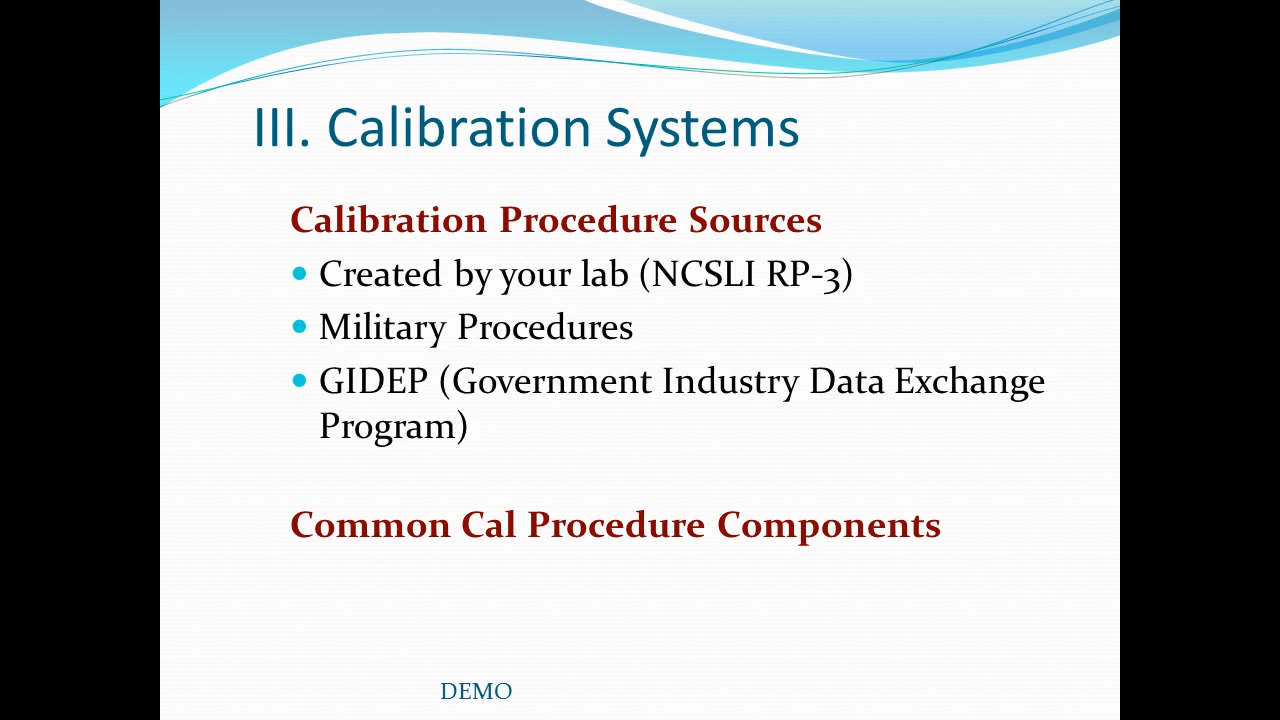 III. Calibration Systems
Calibration Procedure Sources
• Created by your lab (NCSLI RP-3)
• Military Procedures
• GIDEP (Government Industry Data Exchange
Program)
Common Cal Procedure Components
DEMO